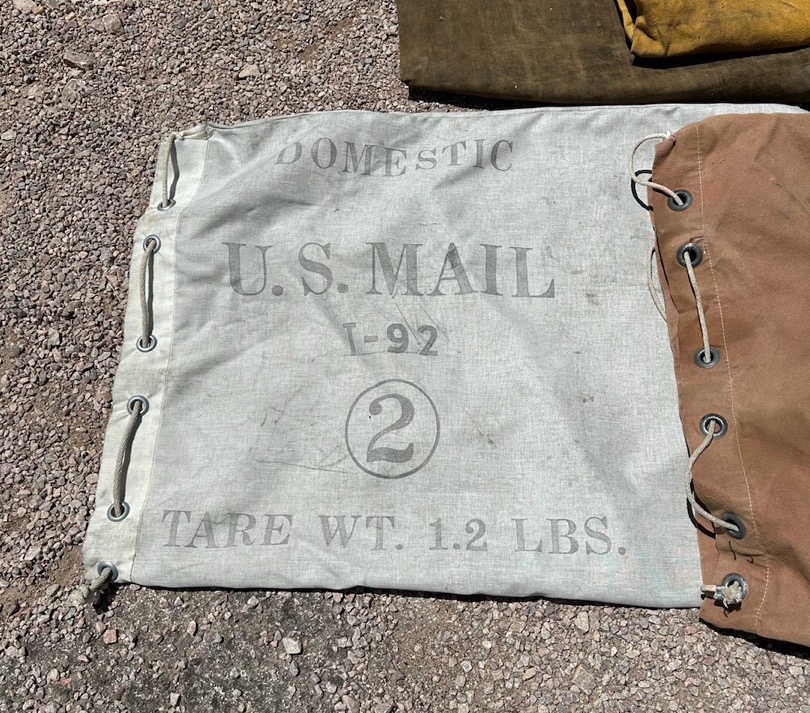 DOMESTIC
U.S. MAIL
I-92
2
TARE WT. 1.2 LBS.